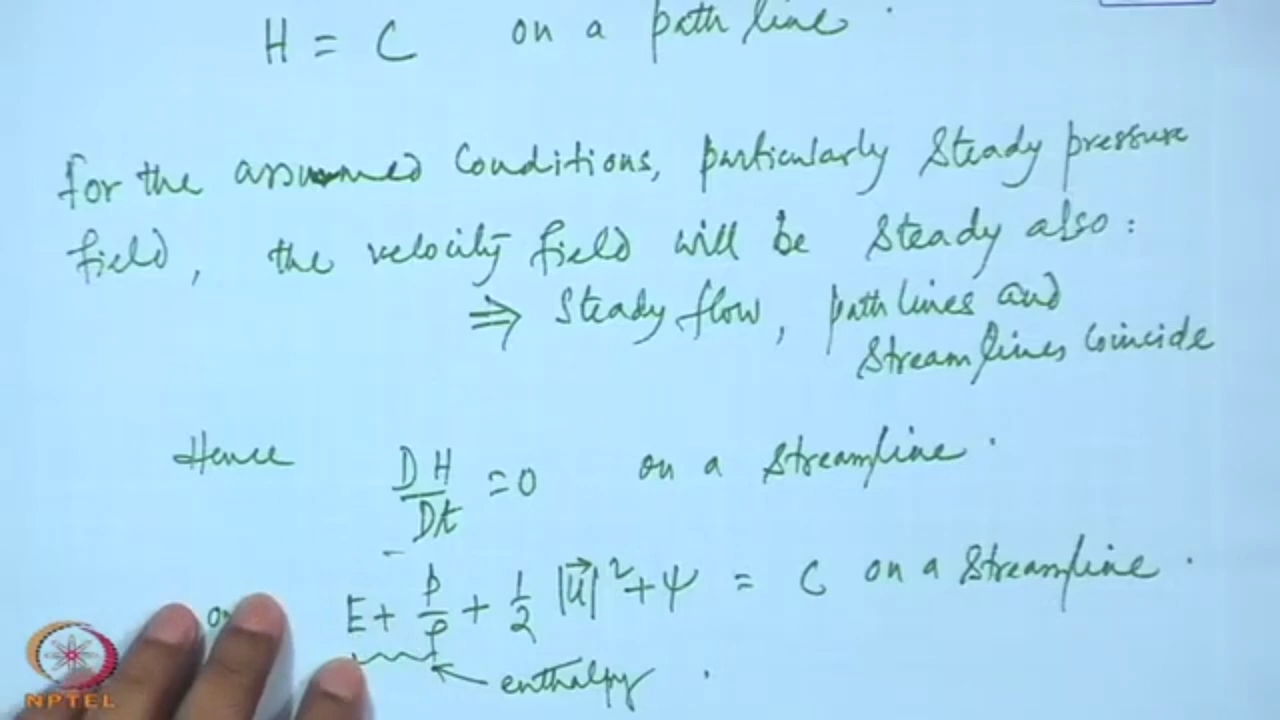 H = C on a path line.
for the assumed conditions, particularly steady pressure
field, the velocity field will be steady also:
⇒ steady flow, path lines and
streamlines coincide
Hence DH/Dt = 0 on a streamline.
or E + p/ρ + 1/2 |u⃗|² + ψ = C on a streamline.
enthalpy.
NPTEL